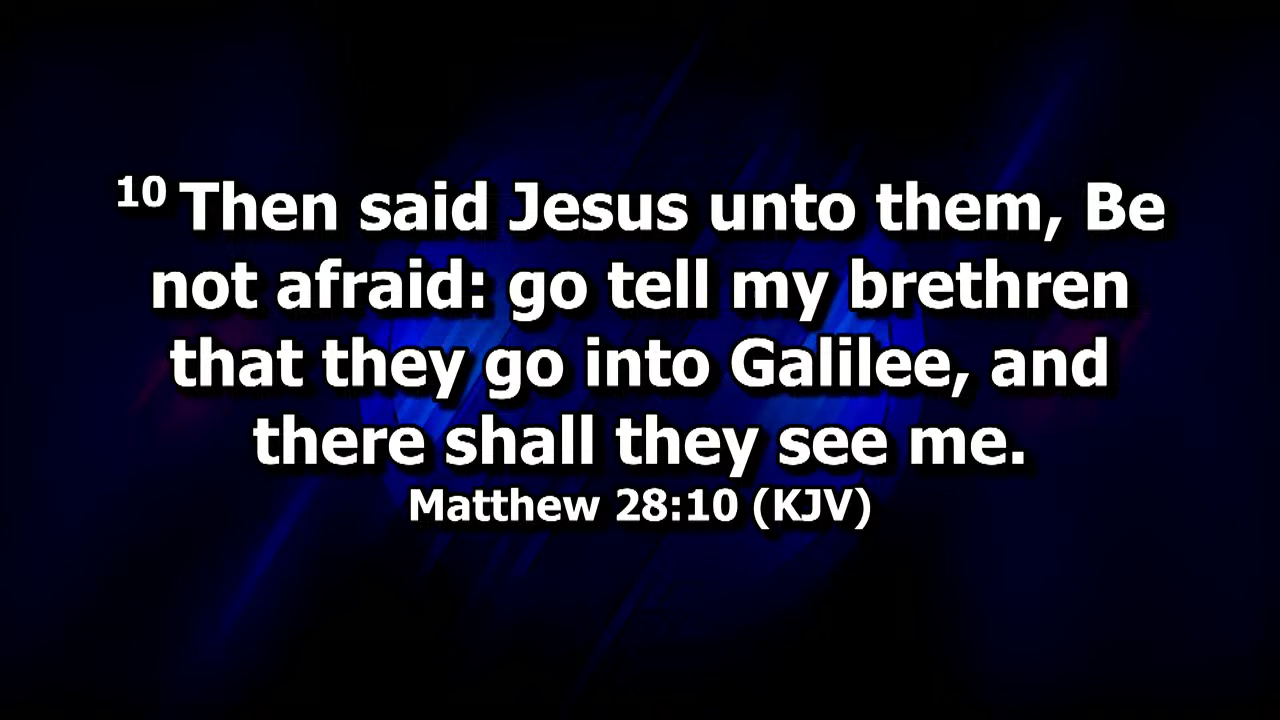 10 Then said Jesus unto them, Be
not afraid: go tell my brethren
that they go into Galilee, and
there shall they see me.
Matthew 28:10 (KJV)